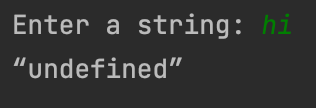 Enter a string: hi
“undefined”